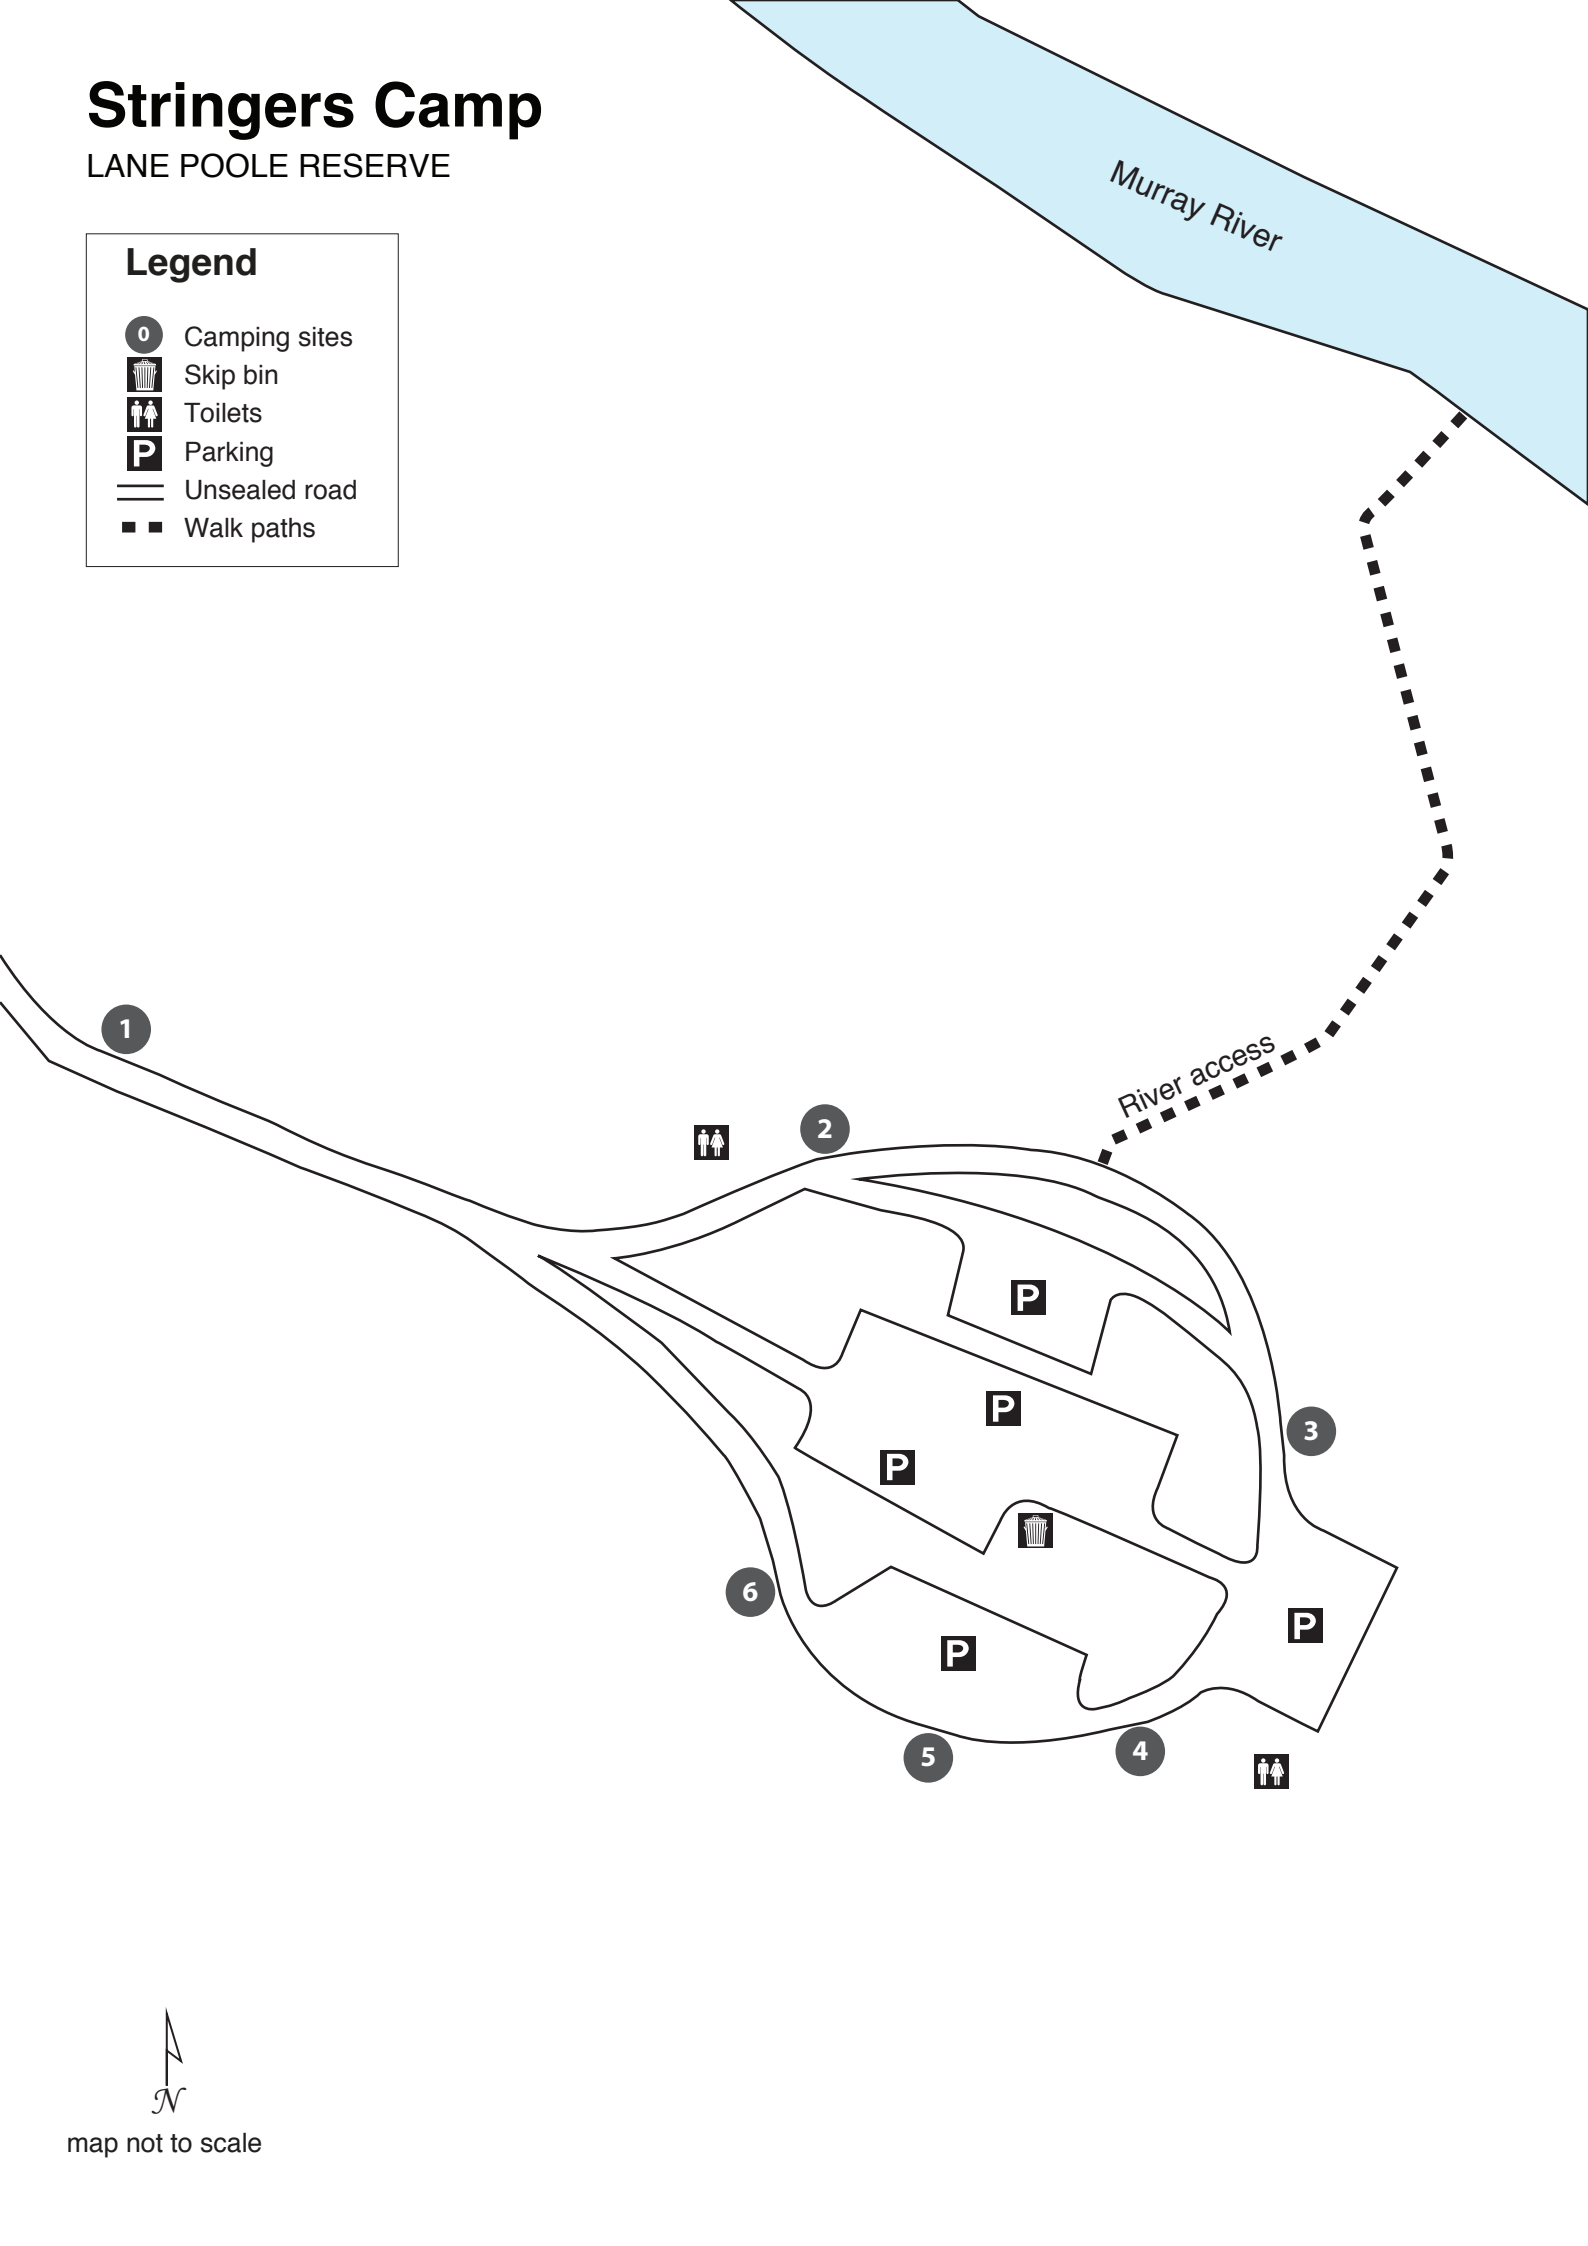 Stringers Camp
LANE POOLE RESERVE
Legend
0 Camping sites
Skip bin
Toilets
P Parking
Unsealed road
Walk paths
Murray River
River access
1
2
P
P
3
P
6
P
P
5
4
N
map not to scale